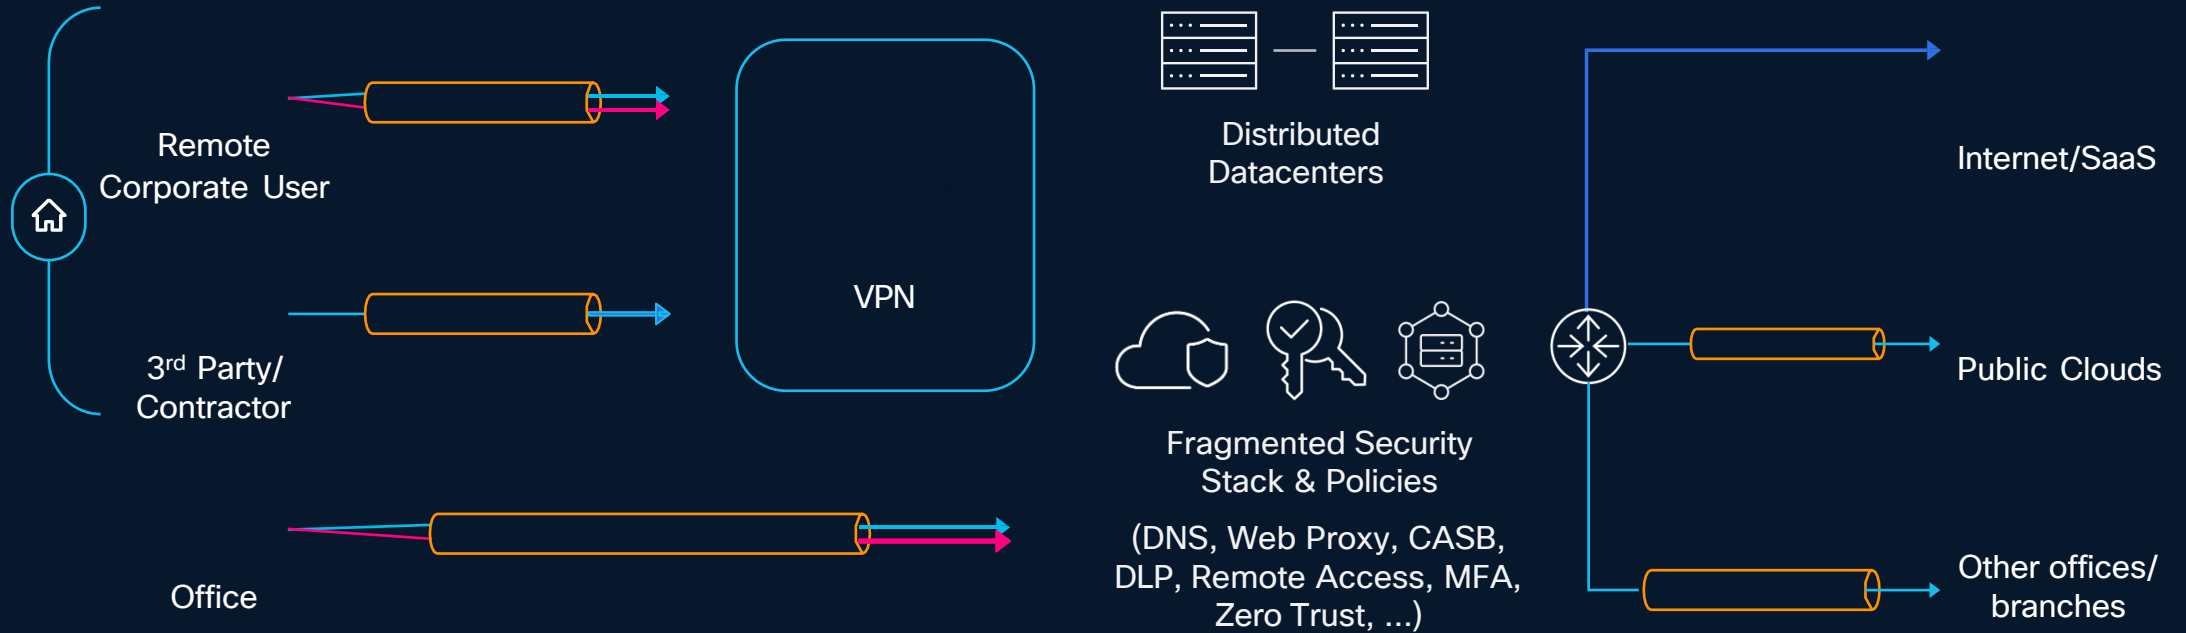 Remote
Corporate User
3rd Party/
Contractor
Office
VPN
Distributed
Datacenters
Fragmented Security
Stack & Policies
(DNS, Web Proxy, CASB,
DLP, Remote Access, MFA,
Zero Trust, ...)
Internet/SaaS
Public Clouds
Other offices/
branches